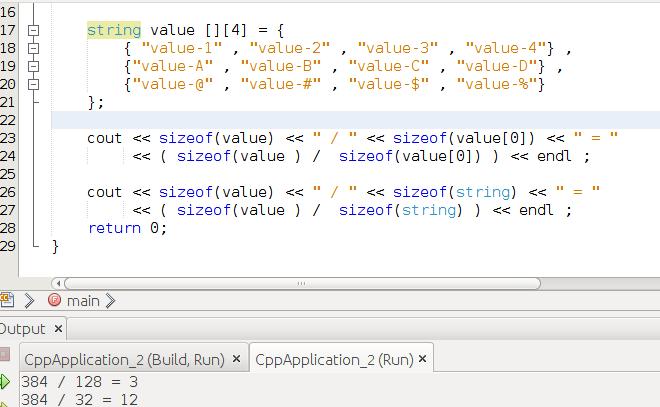 16
17 string value [][4] = {
18 { "value-1" , "value-2" , "value-3" , "value-4"} ,
19 {"value-A" , "value-B" , "value-C" , "value-D"} ,
20 {"value-@" , "value-#" , "value-$" , "value-%"}
21 };
22
23 cout << sizeof(value) << " / " << sizeof(value[0]) << " = "
24 << ( sizeof(value ) /  sizeof(value[0]) ) << endl ;
25
26 cout << sizeof(value) << " / " << sizeof(string) << " = "
27 << ( sizeof(value ) /  sizeof(string) ) << endl ;
28 return 0;
29 }
main
Output ×
CppApplication_2 (Build, Run) × CppApplication_2 (Run) ×
384 / 128 = 3
384 / 32 = 12